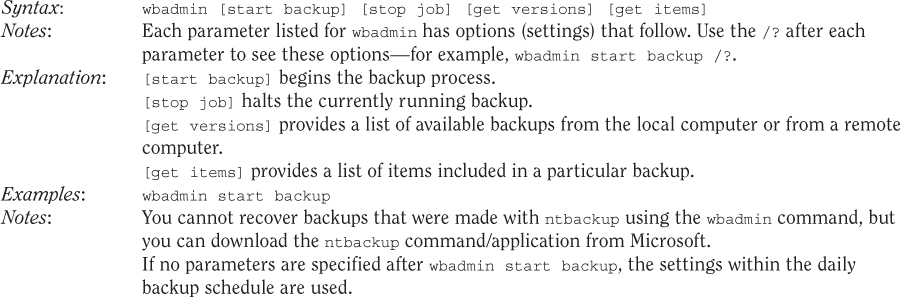 Syntax: wbadmin [start backup] [stop job] [get versions] [get items]
Notes: Each parameter listed for wbadmin has options (settings) that follow. Use the /? after each
parameter to see these options—for example, wbadmin start backup /?.
Explanation: [start backup] begins the backup process.
[stop job] halts the currently running backup.
[get versions] provides a list of available backups from the local computer or from a remote
computer.
[get items] provides a list of items included in a particular backup.
Examples: wbadmin start backup
Notes: You cannot recover backups that were made with ntbackup using the wbadmin command, but
you can download the ntbackup command/application from Microsoft.
If no parameters are specified after wbadmin start backup, the settings within the daily
backup schedule are used.